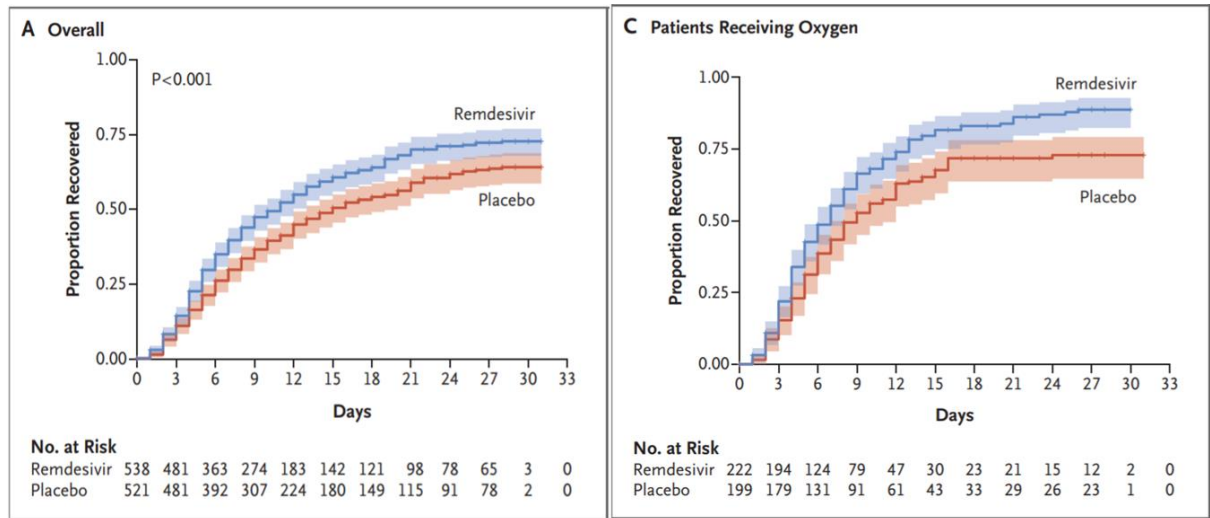 A Overall
1.00
P<0.001
Remdesivir
0.75
0.50
Placebo
0.25
0.00
Proportion Recovered
0 3 6 9 12 15 18 21 24 27 30 33
Days
No. at Risk
Remdesivir 538 481 363 274 183 142 121 98 78 65 3 0
Placebo 521 481 392 307 224 180 149 115 91 78 2 0
C Patients Receiving Oxygen
1.00
Remdesivir
0.75
Placebo
0.50
0.25
0.00
Proportion Recovered
0 3 6 9 12 15 18 21 24 27 30 33
Days
No. at Risk
Remdesivir 222 194 124 79 47 30 23 21 15 12 2 0
Placebo 199 179 131 91 61 43 33 29 26 23 1 0